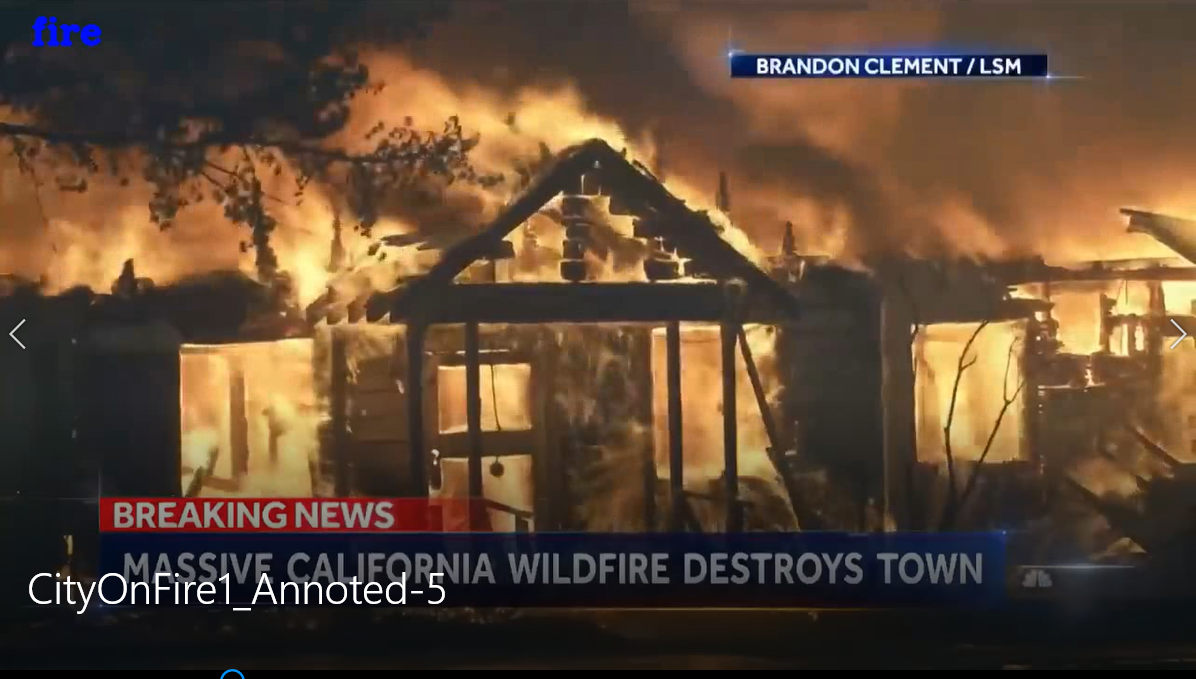 fire
BRANDON CLEMENT / LSM
BREAKING NEWS
MASSIVE CALIFORNIA WILDFIRE DESTROYS TOWN
CityOnFire1_Annoted-5